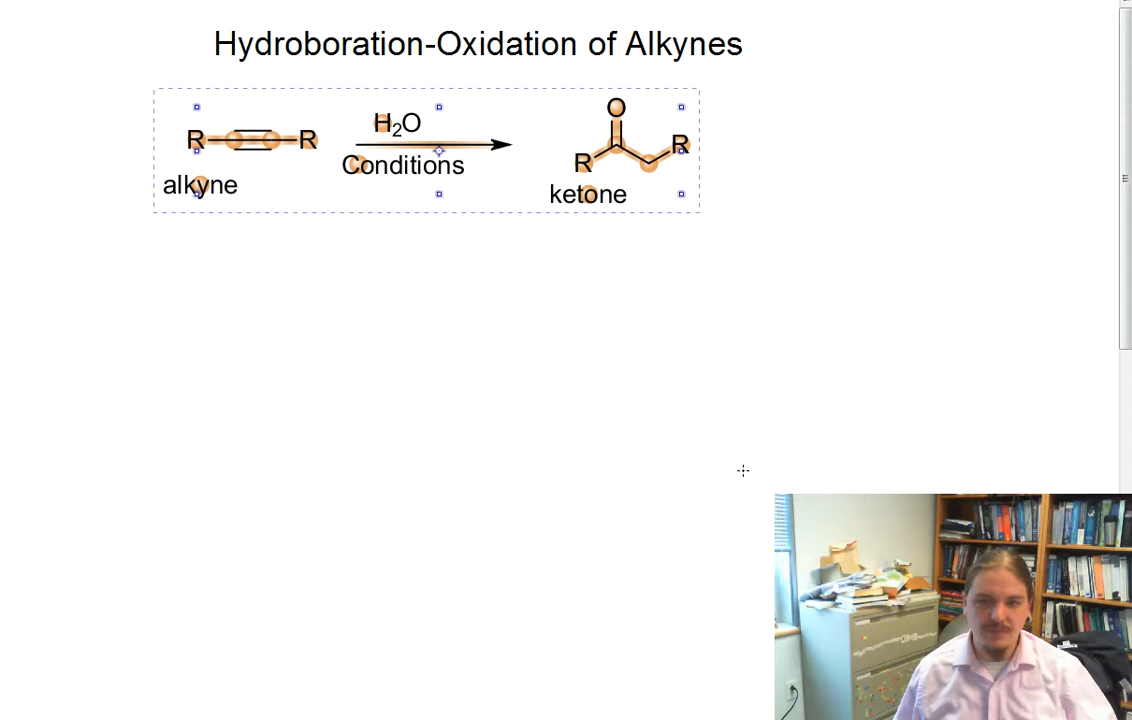 Hydroboration-Oxidation of Alkynes
R R
H₂O
Conditions
O
R
R
alkyne
ketone